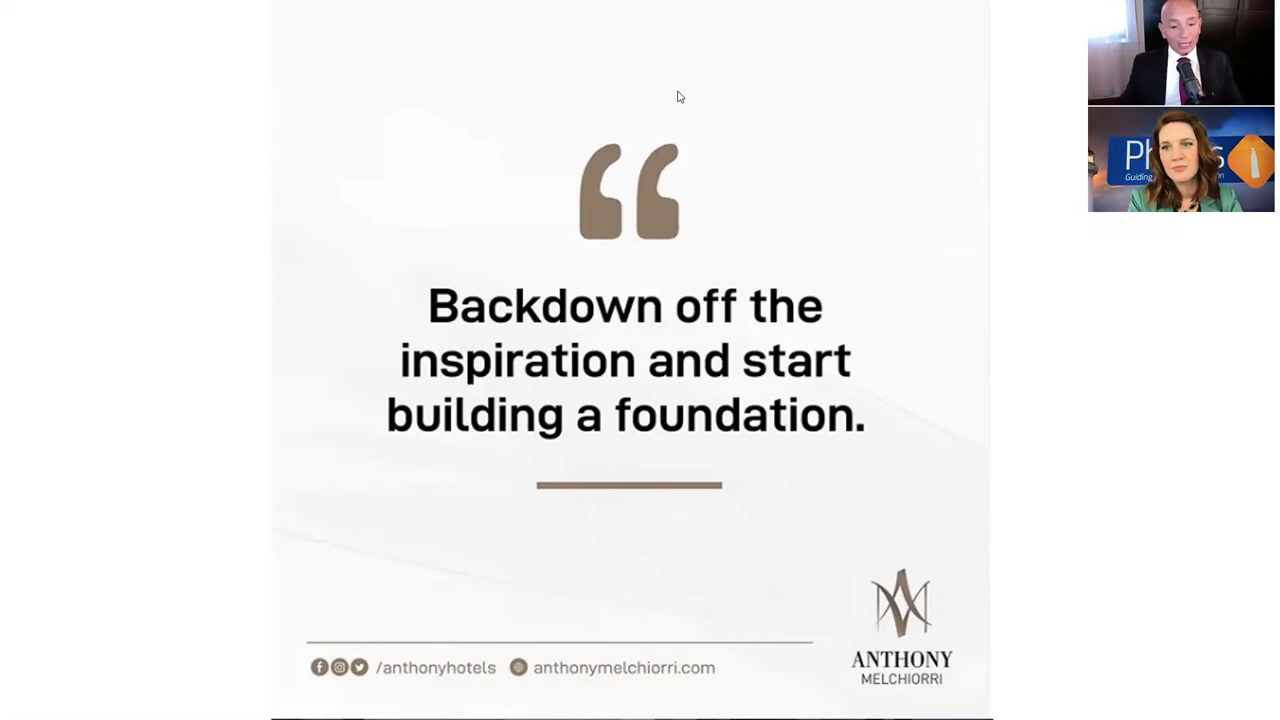 Backdown off the
inspiration and start
building a foundation.
/anthonyhotels anthonymelchiorri.com
ANTHONY
MELCHIORRI